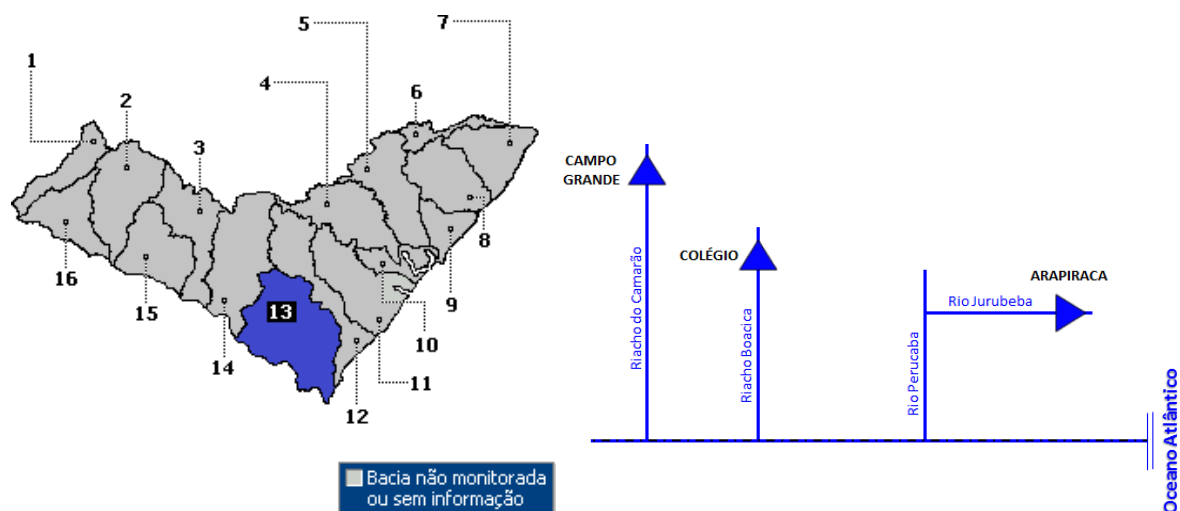 1
2
3
4
5
6
7
8
9
10
11
12
13
14
15
16
Bacia não monitorada
ou sem informação
CAMPO
GRANDE
Riacho do Camarão
COLÉGIO
Riacho Boacica
Rio Perucaba
Rio Jurubeba
ARAPIRACA
Oceano Atlântico